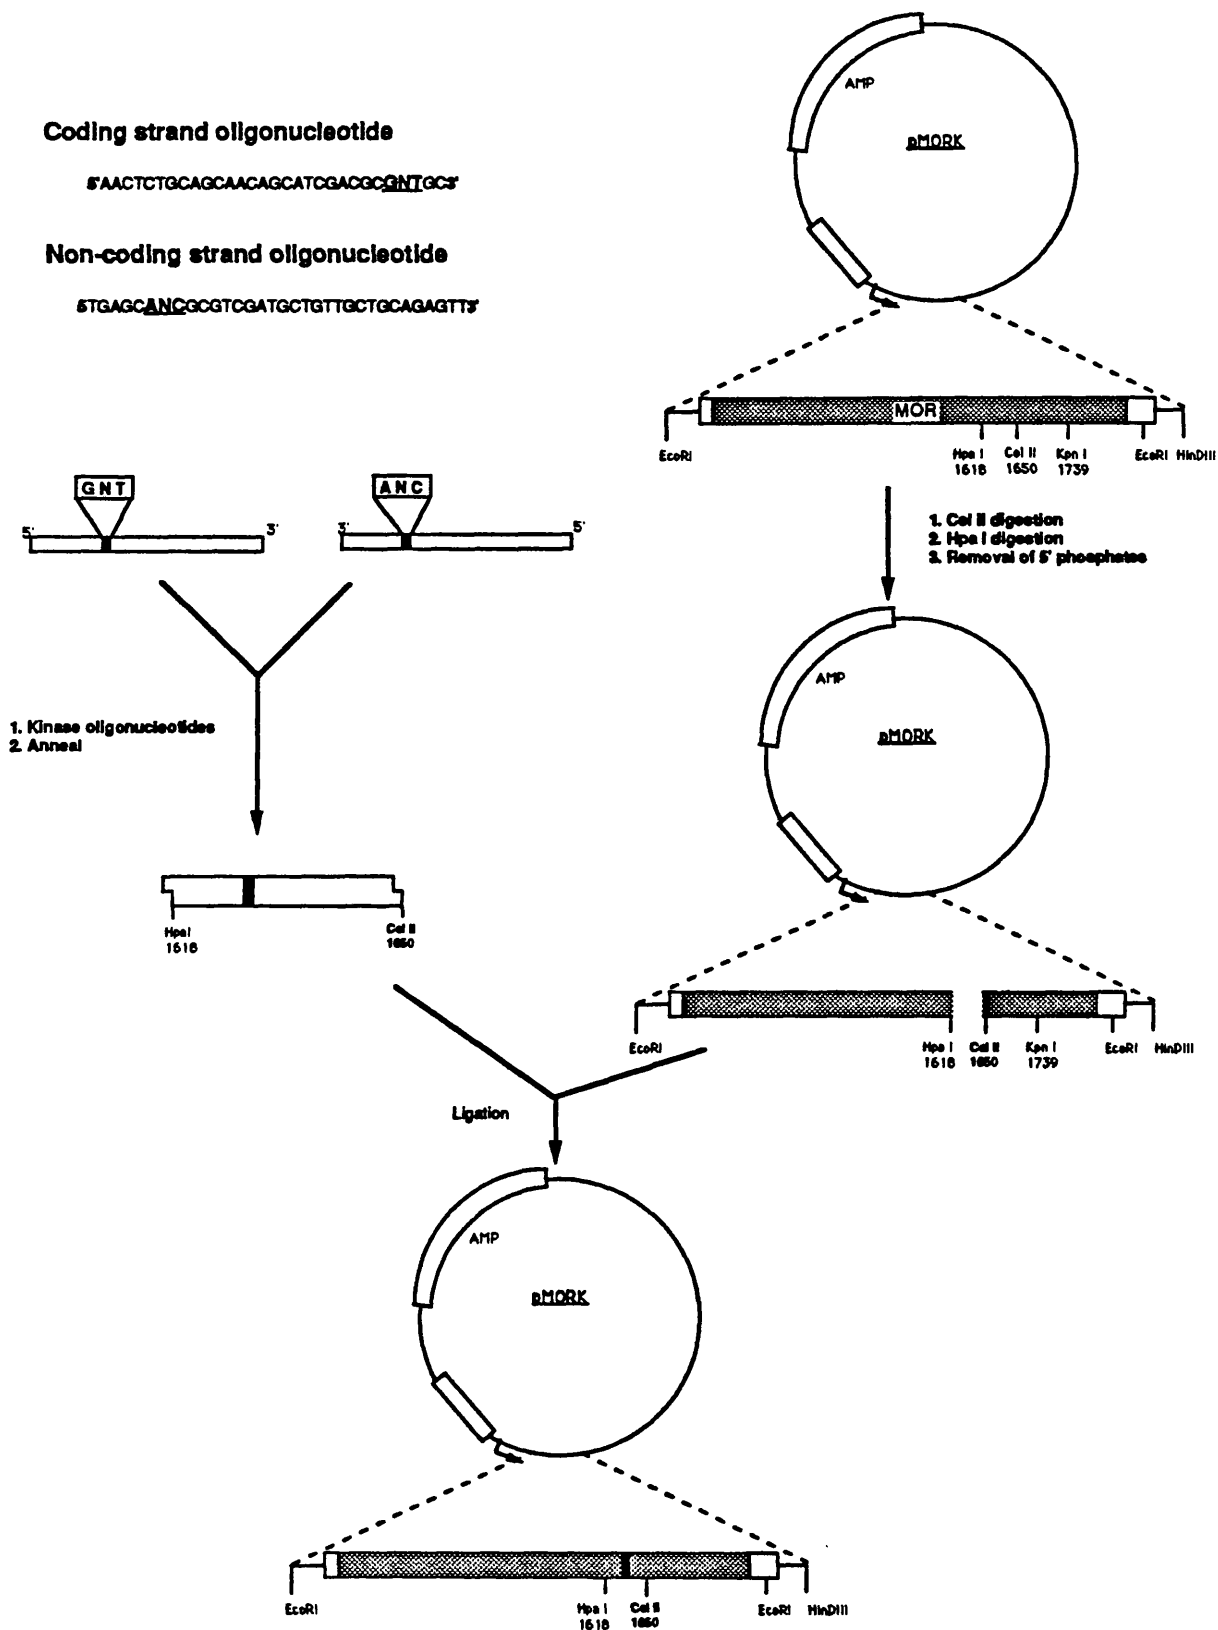 Coding strand oligonucleotide
5'AACTCTGCAGCAACAGCATCGACGCGNTGC3'
Non-coding strand oligonucleotide
5'TGAGCANCGCGTCGATGCTGTTGCTGCAGAGTT3'
AMP
pMORK
MOR
EcoRI
Hpa I
1618
Cel II
1650
Kpn I
1739
EcoRI
HinDIII
GNT
5'
3'
ANC
3'
5'
1. Cel II digestion
2. Hpa I digestion
3. Removal of 5' phosphates
1. Kinase oligonucleotides
2. Anneal
AMP
pMORK
HpaI
1618
Cel II
1650
EcoRI
Hpa I
1618
Cel II
1650
Kpn I
1739
EcoRI
HinDIII
Ligation
AMP
pMORK
EcoRI
Hpa I
1618
Cel II
1650
EcoRI
HinDIII